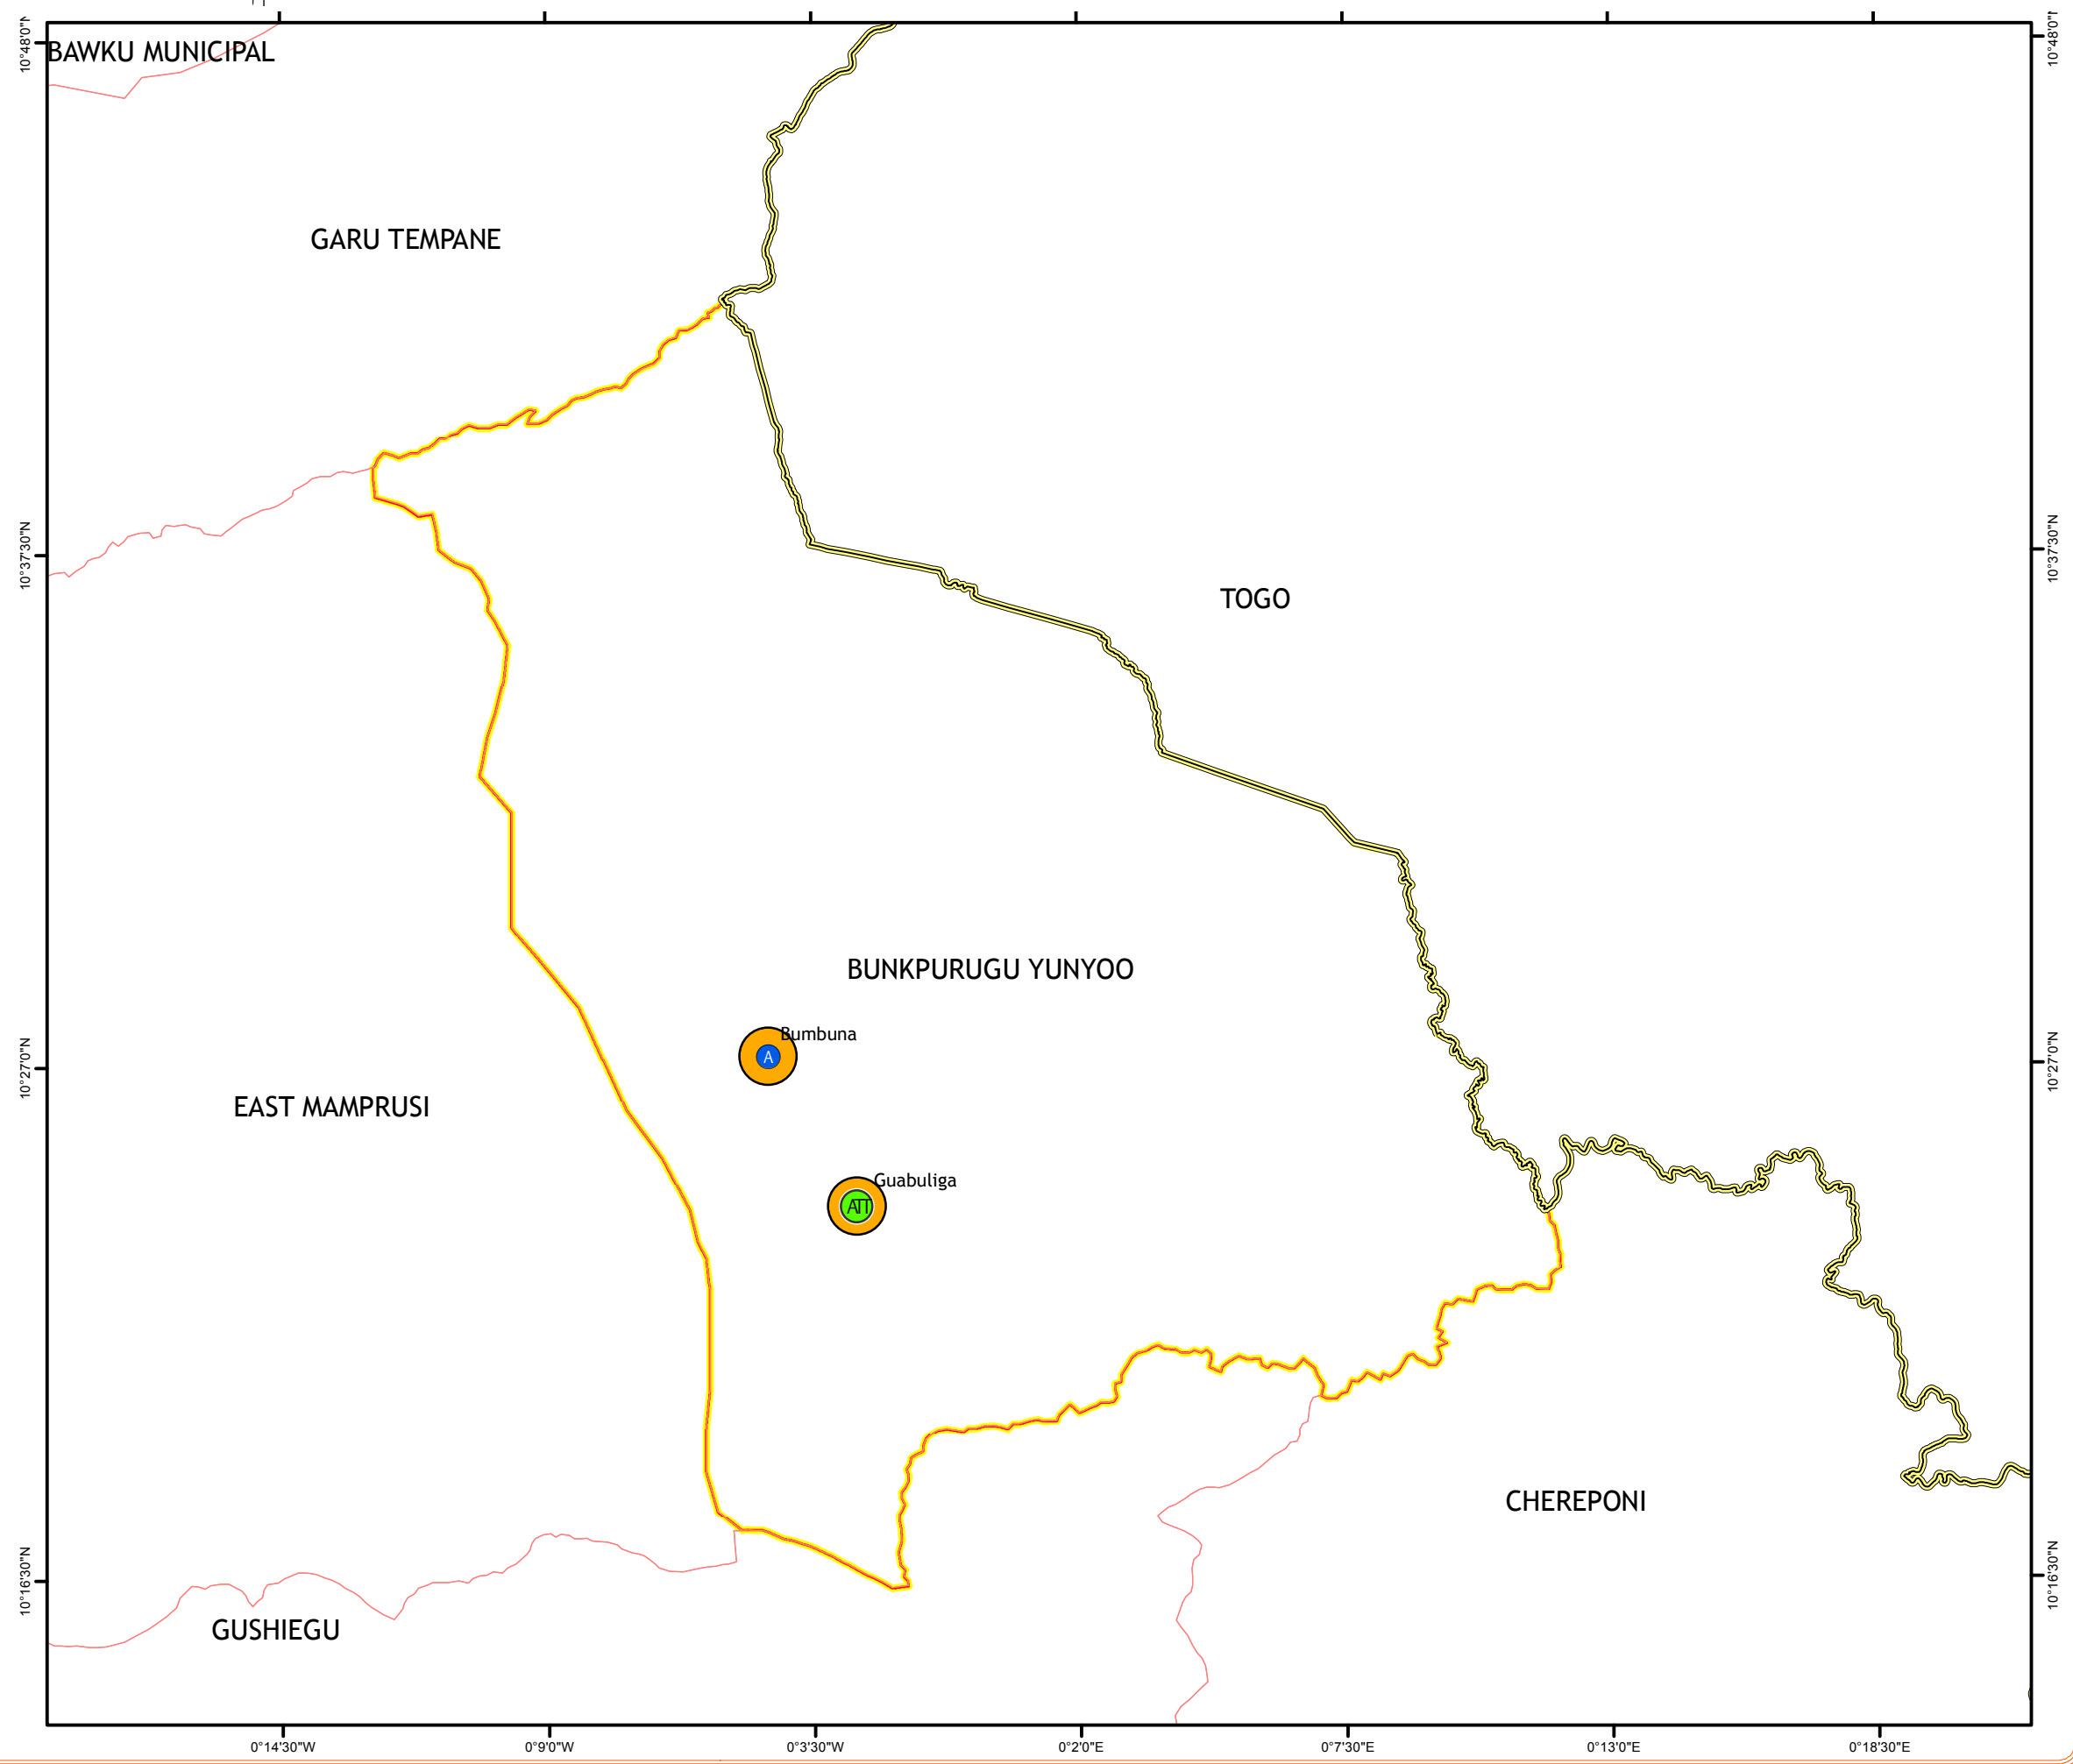 BAWKU MUNICIPAL
10°48'0"N
10°48'0"N
GARU TEMPANE
10°37'30"N
10°37'30"N
TOGO
BUNKPURUGU YUNYOO
Bumbuna
A
10°27'0"N
10°27'0"N
EAST MAMPRUSI
Guabuliga
ATT
CHEREPONI
10°16'30"N
10°16'30"N
GUSHIEGU
0°14'30"W
0°9'0"W
0°3'30"W
0°2'0"E
0°7'30"E
0°13'0"E
0°18'30"E